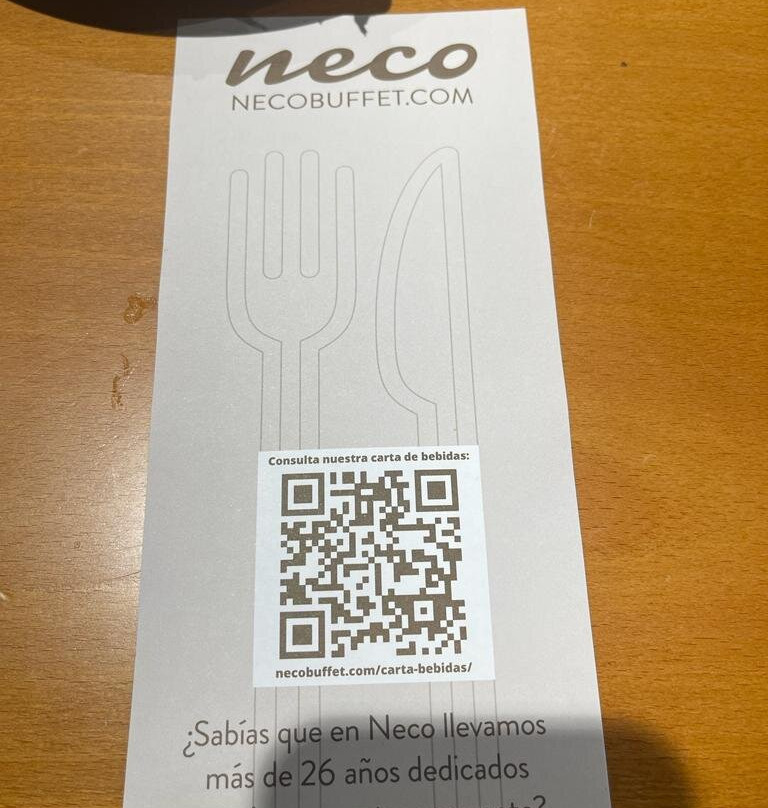 neco
NECOBUFFET.COM
Consulta nuestra carta de bebidas:
necobuffet.com/carta-bebidas/
¿Sabías que en Neco llevamos
más de 26 años dedicados